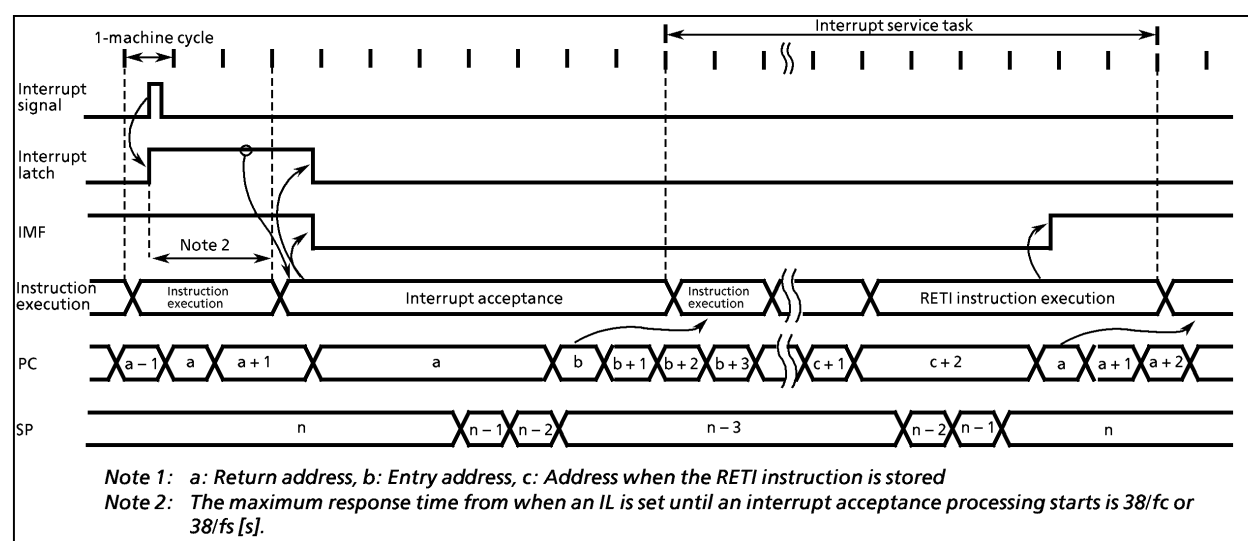 Interrupt service task
1-machine cycle
Interrupt
signal
Interrupt
latch
IMF
Note 2
Instruction
execution
Instruction
execution
Interrupt acceptance
Instruction
execution
RETI instruction execution
PC
a – 1
a
a + 1
a
b
b + 1
b + 2
b + 3
c + 1
c + 2
a
a + 1
a + 2
SP
n
n – 1
n – 2
n – 3
n – 2
n – 1
n
Note 1: a: Return address, b: Entry address, c: Address when the RETI instruction is stored
Note 2: The maximum response time from when an IL is set until an interrupt acceptance processing starts is 38/fc or
38/fs [s].